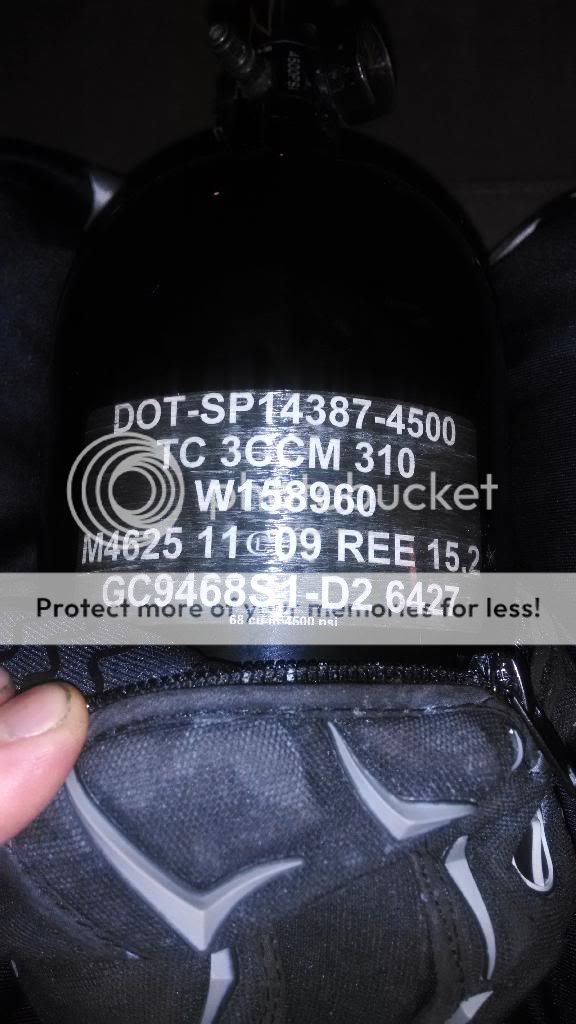 DOT-SP14387-4500
TC 3CCM 310
W158960
photobucket
M4625 11 09 REE 15.2
GC9468S1-D2 6427
Protect more of your memories for less!
68 cu in 4500 psi